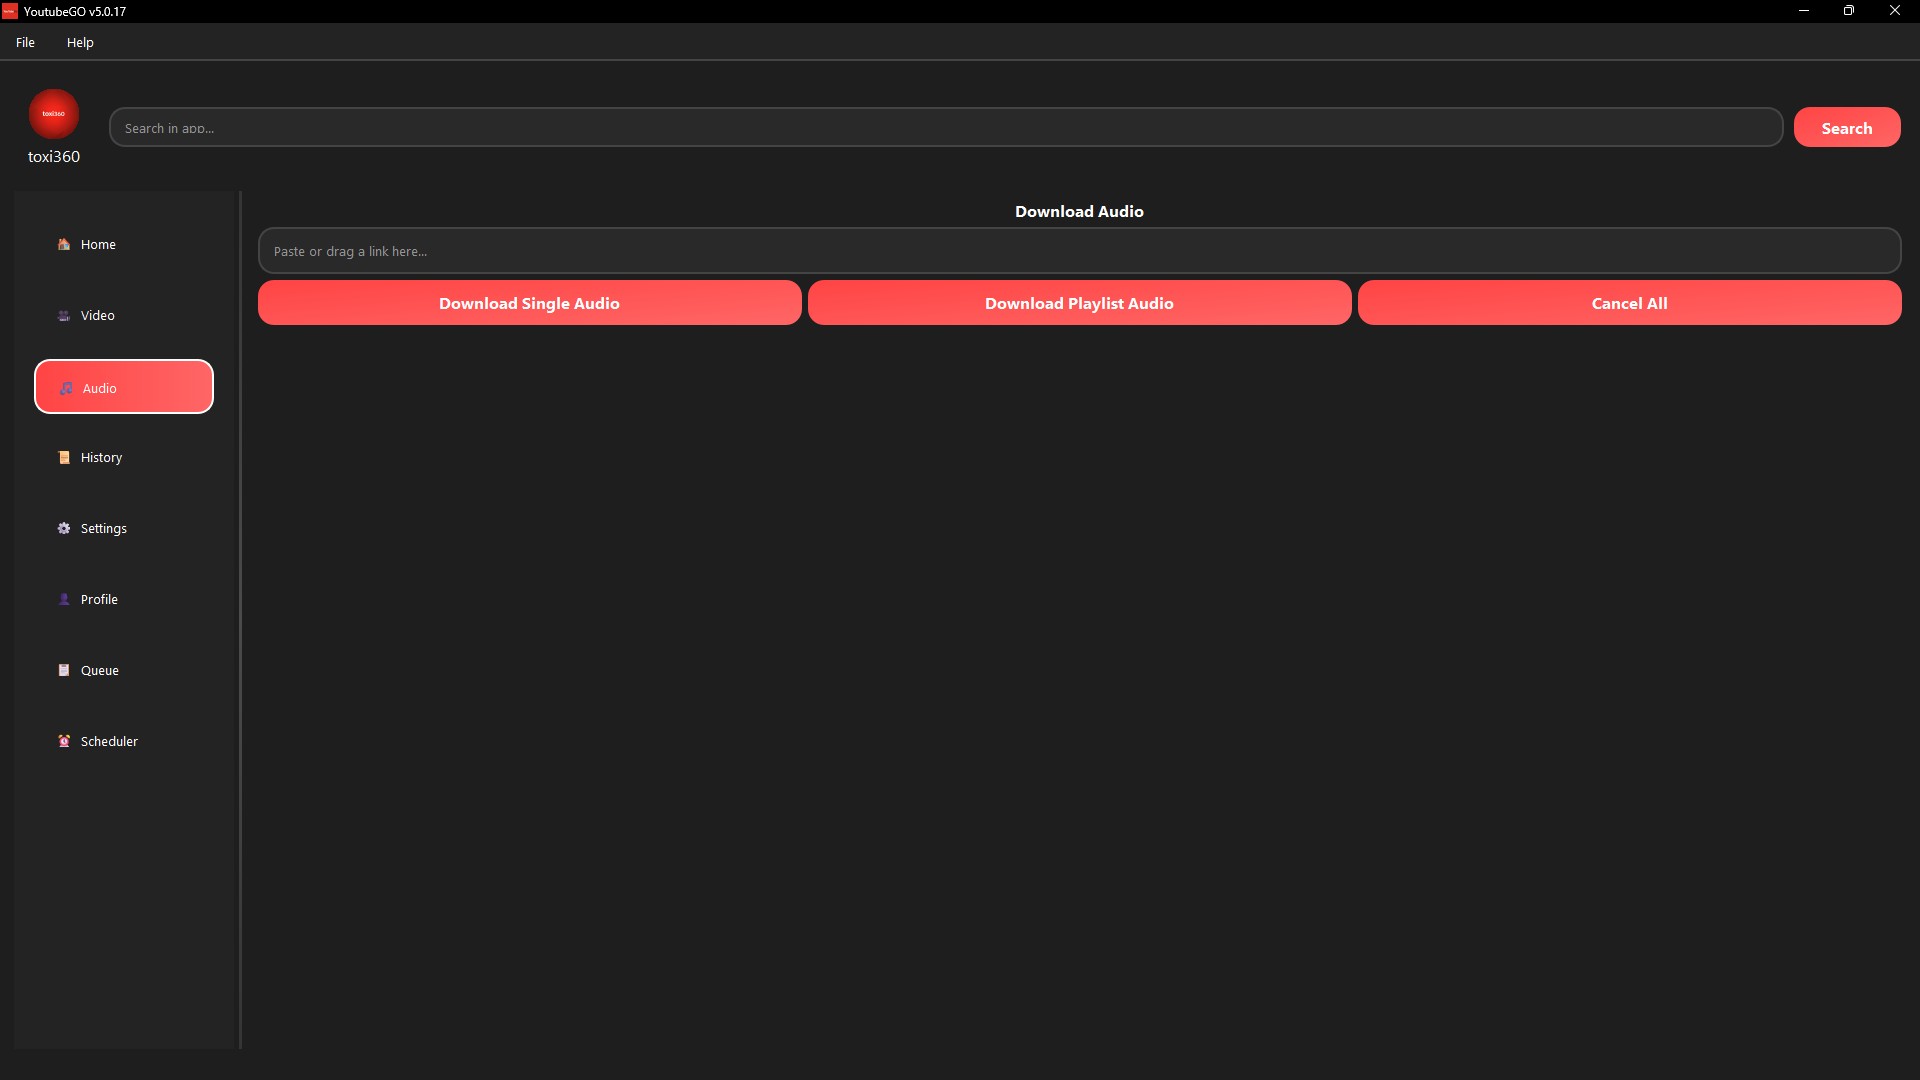 YoutubeGO v5.0.17
File Help
toxi360
Search in app...
Search
toxi360
Download Audio
Home
Paste or drag a link here...
Download Single Audio
Download Playlist Audio
Cancel All
Video
Audio
History
Settings
Profile
Queue
Scheduler